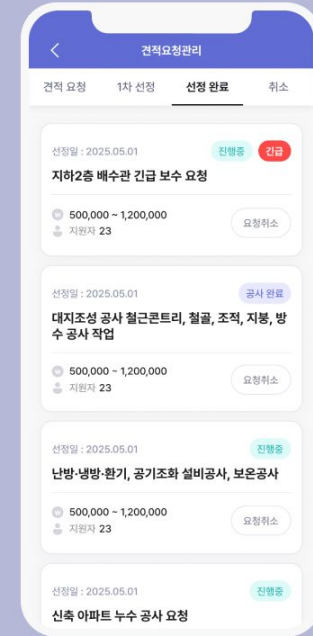 견적요청관리
견적 요청 1차 선정 선정 완료 취소
선정일 : 2025.05.01 진행중 긴급
지하2층 배수관 긴급 보수 요청
500,000 ~ 1,200,000
지원자 23
요청취소
선정일 : 2025.05.01 공사 완료
대지조성 공사 철근콘트리, 철골, 조적, 지붕, 방
수 공사 작업
500,000 ~ 1,200,000
지원자 23
요청취소
선정일 : 2025.05.01 진행중
난방·냉방·환기, 공기조화 설비공사, 보온공사
500,000 ~ 1,200,000
지원자 23
요청취소
선정일 : 2025.05.01 진행중
신축 아파트 누수 공사 요청